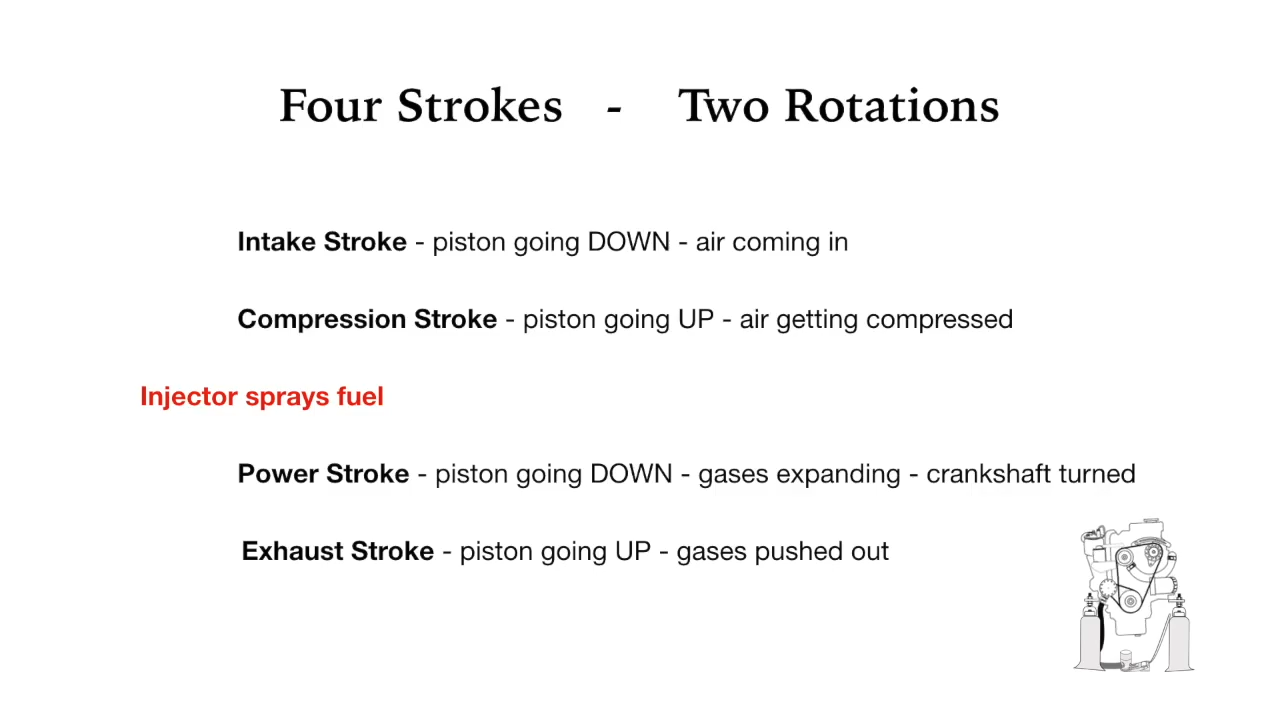 Four Strokes - Two Rotations
Intake Stroke - piston going DOWN - air coming in
Compression Stroke - piston going UP - air getting compressed
Injector sprays fuel
Power Stroke - piston going DOWN - gases expanding - crankshaft turned
Exhaust Stroke - piston going UP - gases pushed out